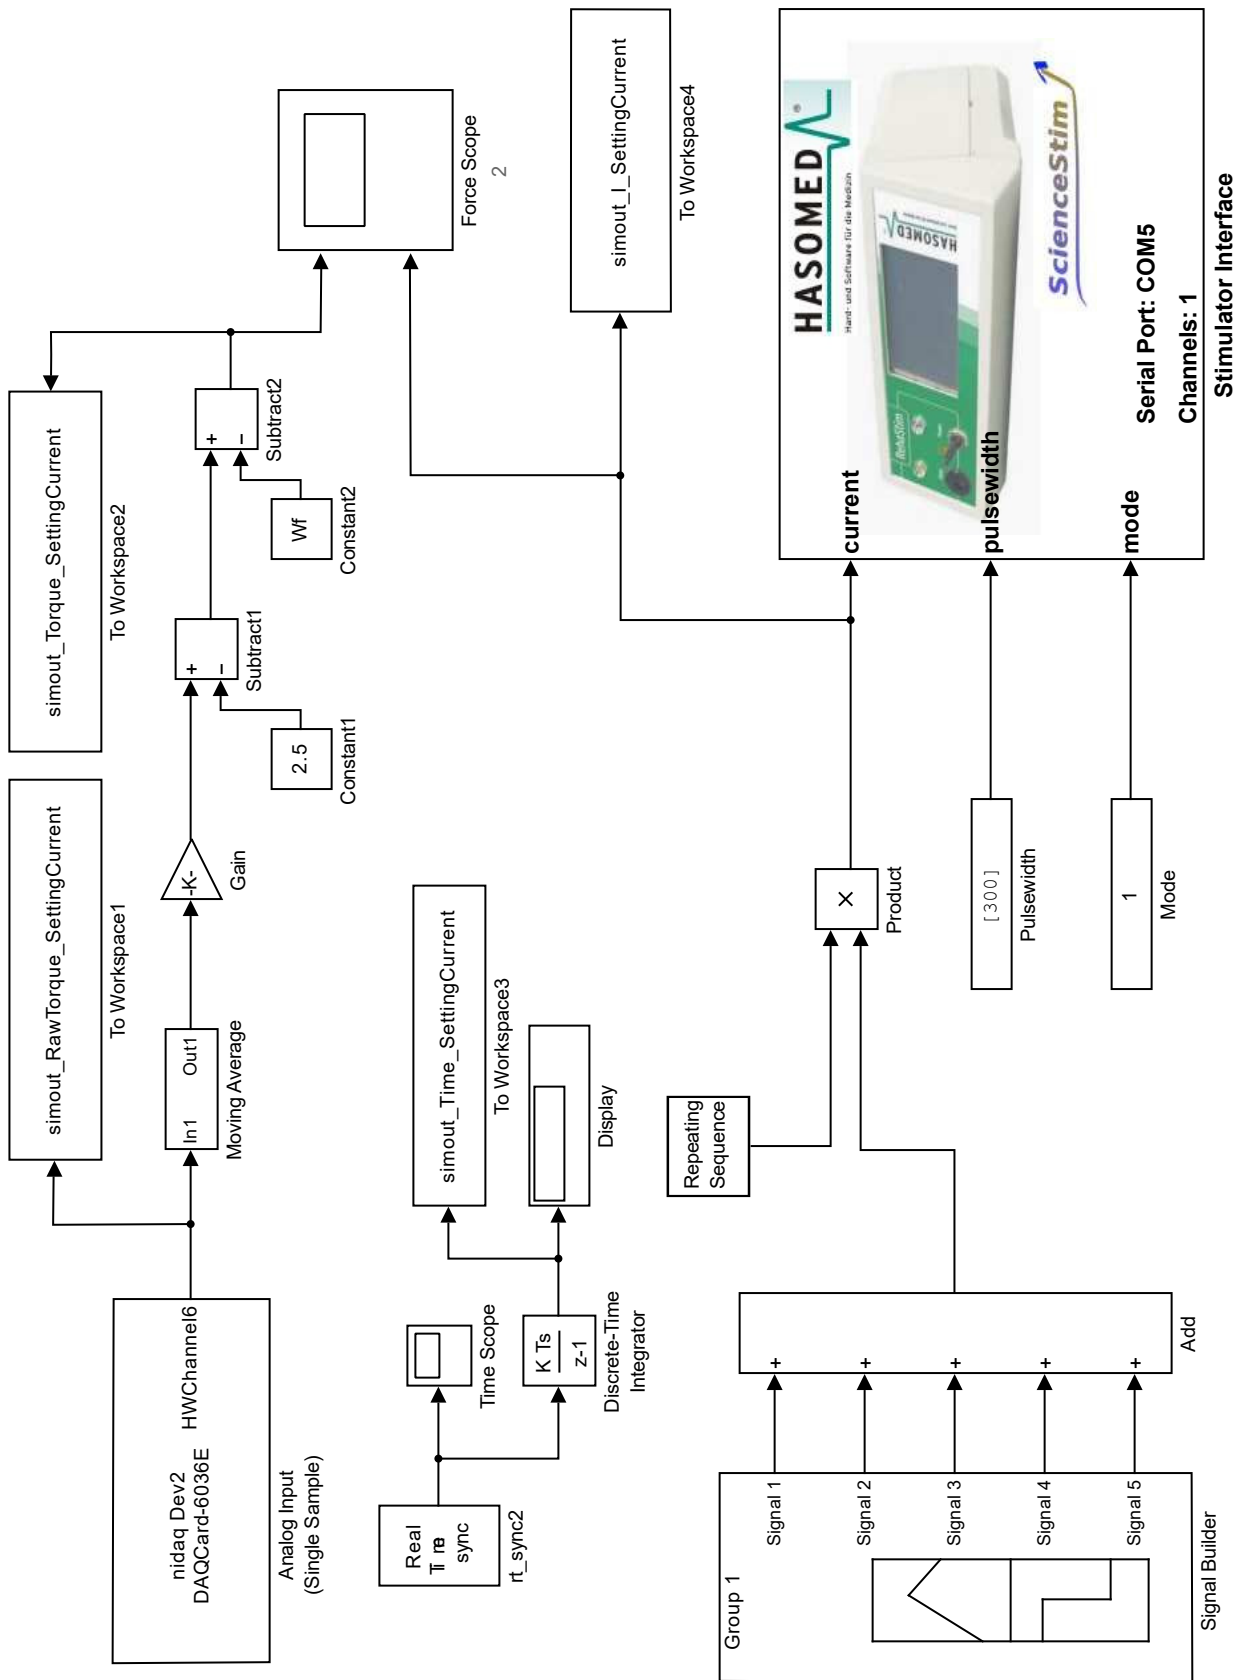 nidaq Dev2
DAQCard-6036E
HWChannel6
Analog Input
(Single Sample)
simout_RawTorque_SettingCurrent
To Workspace1
In1
Out1
Moving Average
-K-
Gain
2.5
Constant1
+
−
Subtract1
simout_Torque_SettingCurrent
To Workspace2
Wf
Constant2
+
−
Subtract2
Force Scope
2
Real
Time
sync
rt_sync2
Time Scope
K Ts
z-1
Discrete-Time
Integrator
simout_Time_SettingCurrent
To Workspace3
Display
simout_I_SettingCurrent
To Workspace4
Group 1
Signal 1
Signal 2
Signal 3
Signal 4
Signal 5
Signal Builder
+
+
+
+
+
Add
Repeating
Sequence
×
Product
[300]
Pulsewidth
1
Mode
current
pulsewidth
mode
HASOMED
®
Hard- und Software für die Medizin
RehaStim
HASOMED
ScienceStim
Serial Port: COM5
Channels: 1
Stimulator Interface